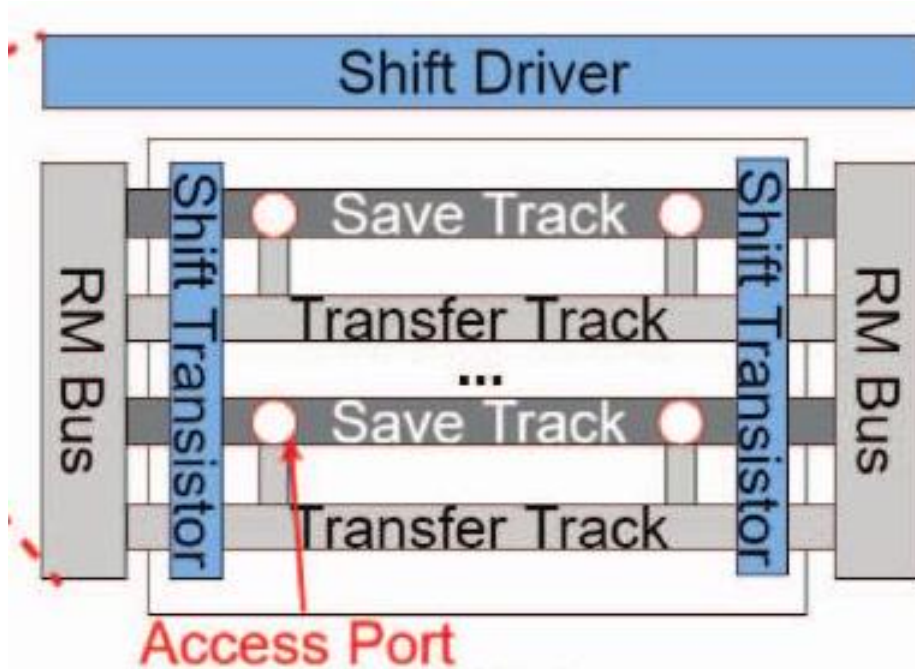 Shift Driver
RM Bus
Shift Transistor
Save Track
Transfer Track
...
Save Track
Transfer Track
Shift Transistor
RM Bus
Access Port